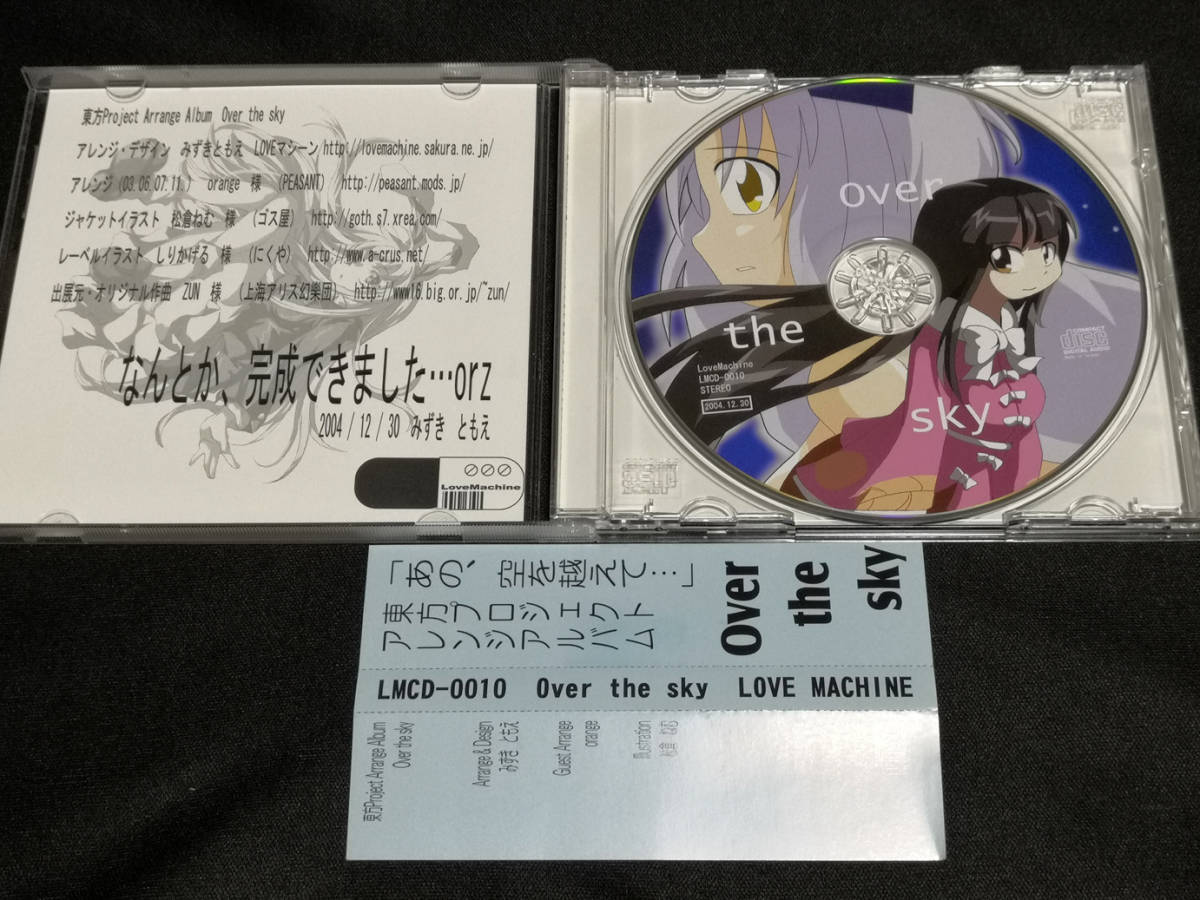 東方Project Arrange Album Over the sky
アレンジ・デザイン みずきともえ LOVEマシーン http://lovemachine.sakura.ne.jp/
アレンジ(03.06.07.11.) orange 様 (PEASANT) http://peasant.mods.jp/
ジャケットイラスト 松倉ねむ 様 (ゴス屋) http://goth.s7.xrea.com/
レーベルイラスト しりかげる 様 (にくや) http://www.a-crus.net/
出展元・オリジナル作曲 ZUN 様 (上海アリス幻樂団) http://www16.big.or.jp/~zun/
なんとか、完成できました…orz
2004/12/30 みずき ともえ
LoveMachine
over
the
sky
LoveMachine
LMCD-0010
STEREO
2004.12.30
COMPACT
disc
DIGITAL AUDIO
「あの、空を越えて…」
東方プロジェクト
アレンジアルバム
Over
the
sky
LMCD-0010 Over the sky LOVE MACHINE
東方Project Arrange Album
Over the sky
Arrange & Design
みずき ともえ
Guest Arrange
orange
Illustration
松倉 ねむ